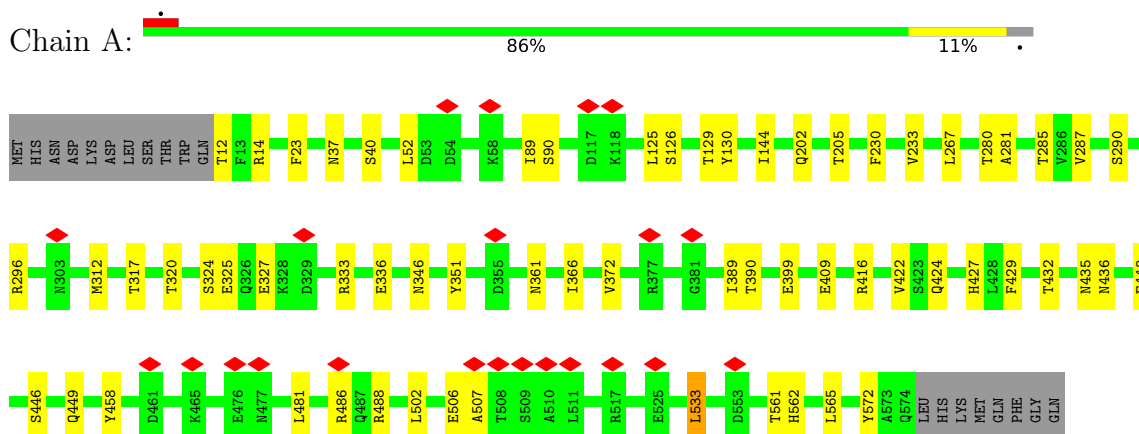 Chain A:
86% 11%
MET HIS ASN ASP LYS ASP LEU SER THR TRP GLN T12 F13 R14 F23 N37 S40 L52 D53 D54 K58 I89 S90 D117 K118 L125 S126 T129 Y130 I144 Q202 T205 F230 V233 L267 T280 A281 T285 V286 V287 S290
R296 N303 M312 T317 T320 S324 E325 Q326 E327 K328 D329 R333 E336 N346 Y351 D355 N361 I366 V372 R377 G381 I389 T390 E399 E409 R416 V422 S423 Q424 H427 L428 F429 T432 N435 N436
S446 Q449 Y458 D461 K465 E476 N477 L481 R486 Q487 R488 L502 E506 A507 T508 S509 A510 L511 R517 E525 L533 D553 T561 H562 L565 Y572 A573 Q574 LEU HIS LYS MET GLN PHE GLY GLN